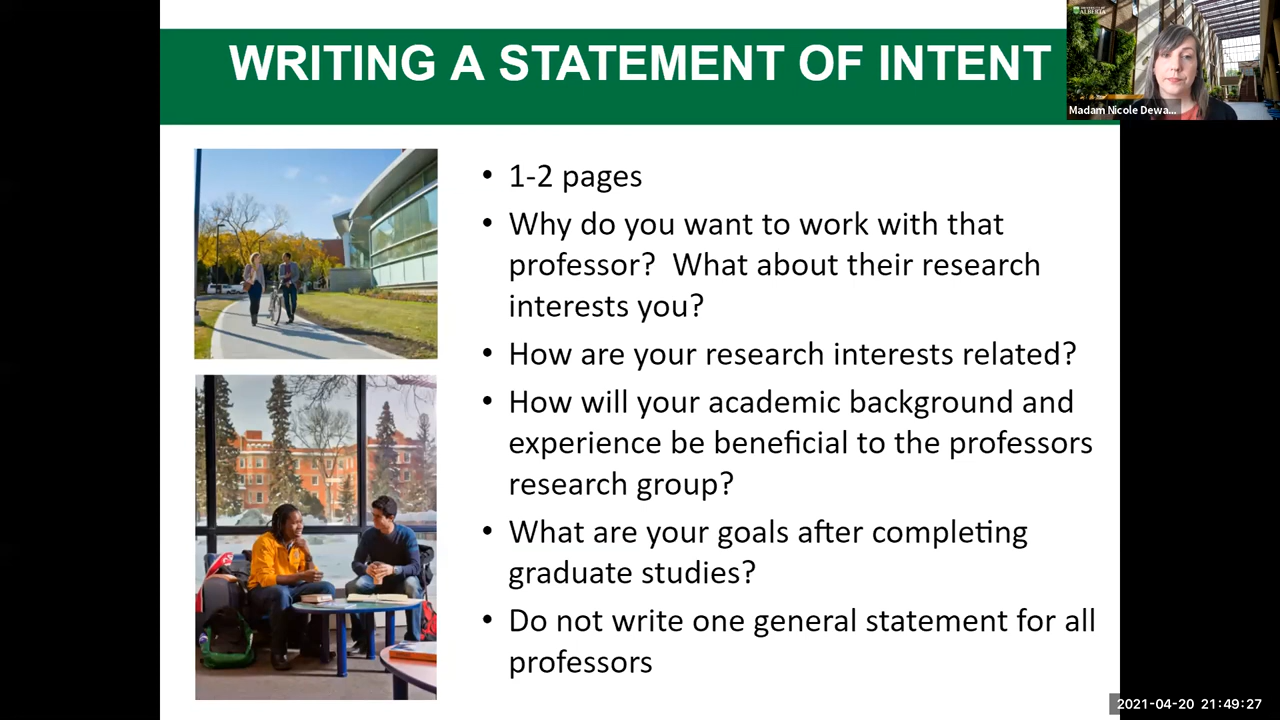 WRITING A STATEMENT OF INTENT
UNIVERSITY OF
ALBERTA
Madam Nicole Dewa...
• 1-2 pages
• Why do you want to work with that
professor?  What about their research
interests you?
• How are your research interests related?
• How will your academic background and
experience be beneficial to the professors
research group?
• What are your goals after completing
graduate studies?
• Do not write one general statement for all
professors
2021-04-20 21:49:27